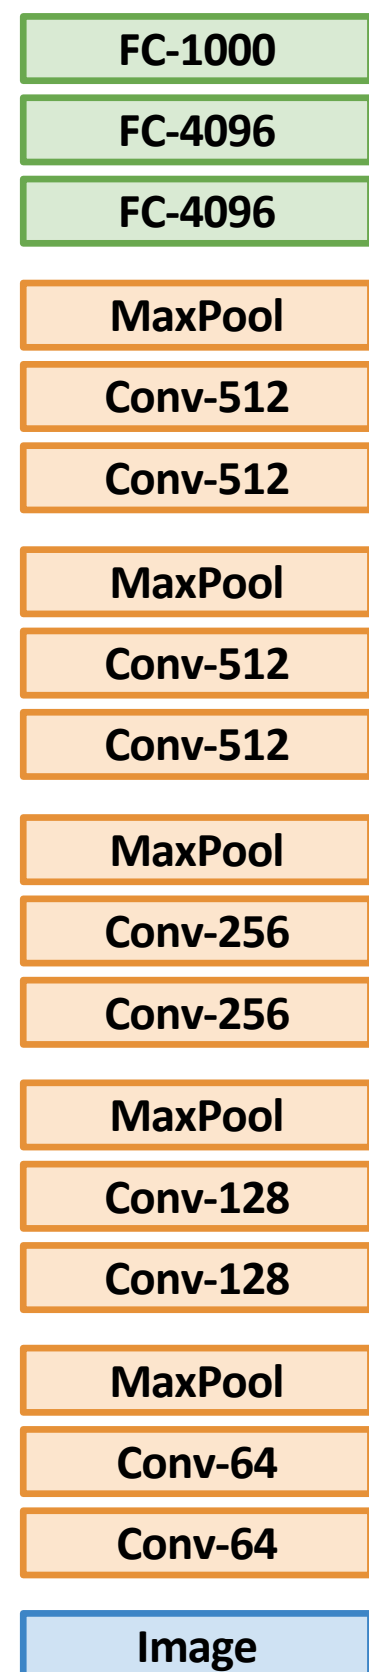 FC-1000
FC-4096
FC-4096
MaxPool
Conv-512
Conv-512
MaxPool
Conv-512
Conv-512
MaxPool
Conv-256
Conv-256
MaxPool
Conv-128
Conv-128
MaxPool
Conv-64
Conv-64
Image